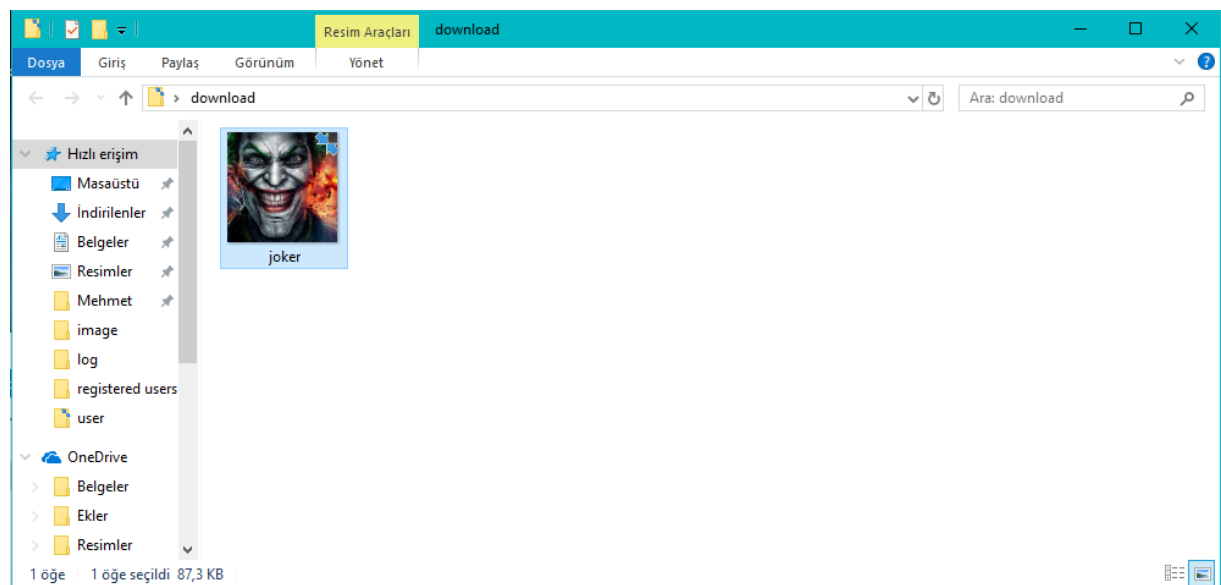 Resim Araçları download
Dosya Giriş Paylaş Görünüm Yönet
download Ara: download
Hızlı erişim
Masaüstü
İndirilenler
Belgeler
Resimler
Mehmet
image
log
registered users
user
OneDrive
Belgeler
Ekler
Resimler
joker
1 öğe 1 öğe seçildi 87,3 KB